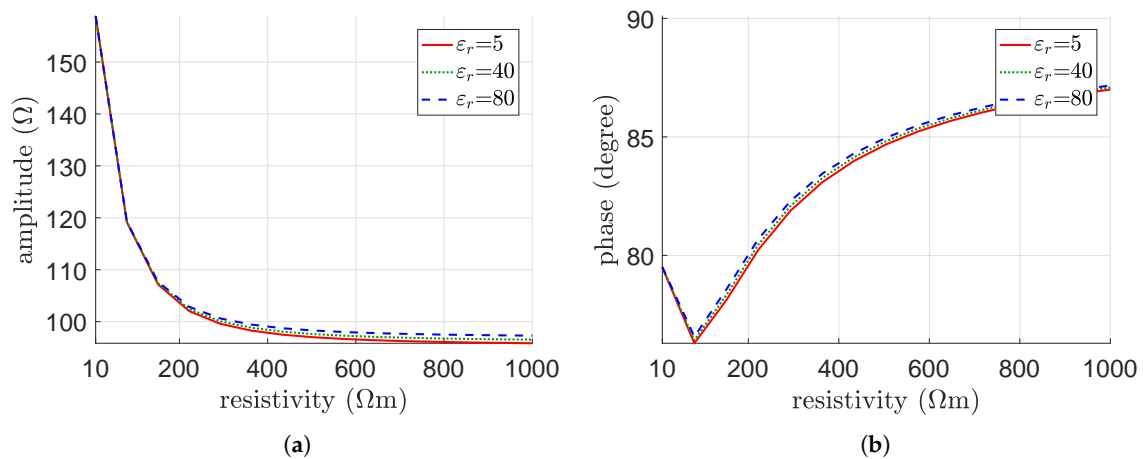 150
140
130
120
110
100
amplitude (Ω)
10 200 400 600 800 1000
resistivity (Ωm)
ε_r=5
ε_r=40
ε_r=80
(a)
90
85
80
phase (degree)
10 200 400 600 800 1000
resistivity (Ωm)
ε_r=5
ε_r=40
ε_r=80
(b)